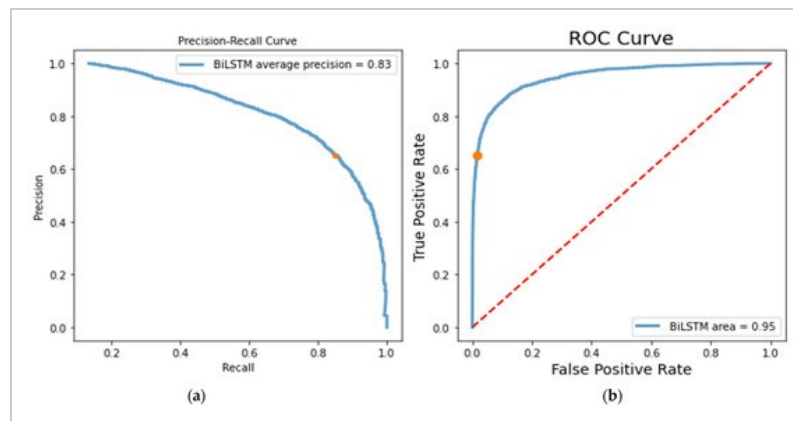 Precision-Recall Curve
BiLSTM average precision = 0.83
1.0
0.8
0.6
0.4
0.2
0.0
Precision
0.2
0.4
0.6
0.8
1.0
Recall
(a)
ROC Curve
1.0
0.8
0.6
0.4
0.2
0.0
True Positive Rate
BiLSTM area = 0.95
0.0
0.2
0.4
0.6
0.8
1.0
False Positive Rate
(b)